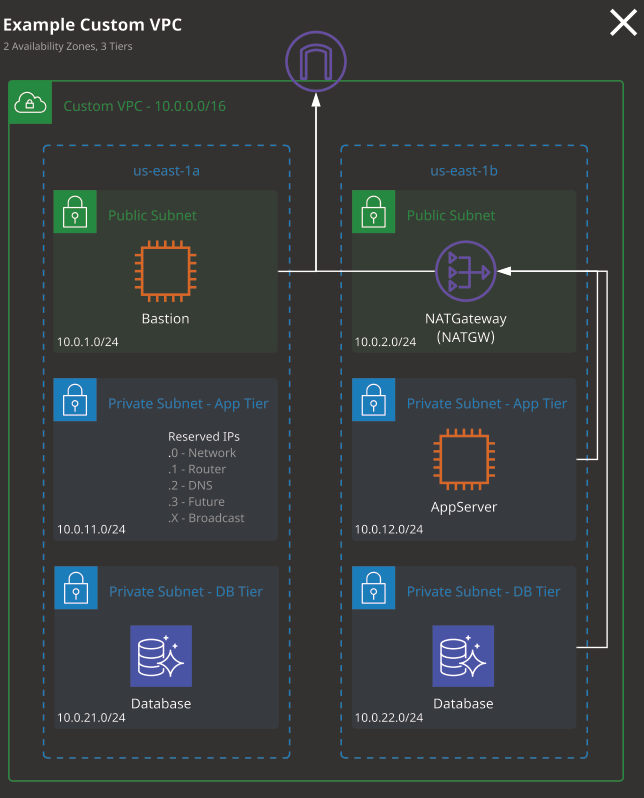 Example Custom VPC
2 Availability Zones, 3 Tiers
Custom VPC - 10.0.0.0/16
us-east-1a
Public Subnet
Bastion
10.0.1.0/24
Private Subnet - App Tier
Reserved IPs
.0 - Network
.1 - Router
.2 - DNS
.3 - Future
.X - Broadcast
10.0.11.0/24
Private Subnet - DB Tier
Database
10.0.21.0/24
us-east-1b
Public Subnet
NATGateway
(NATGW)
10.0.2.0/24
Private Subnet - App Tier
AppServer
10.0.12.0/24
Private Subnet - DB Tier
Database
10.0.22.0/24